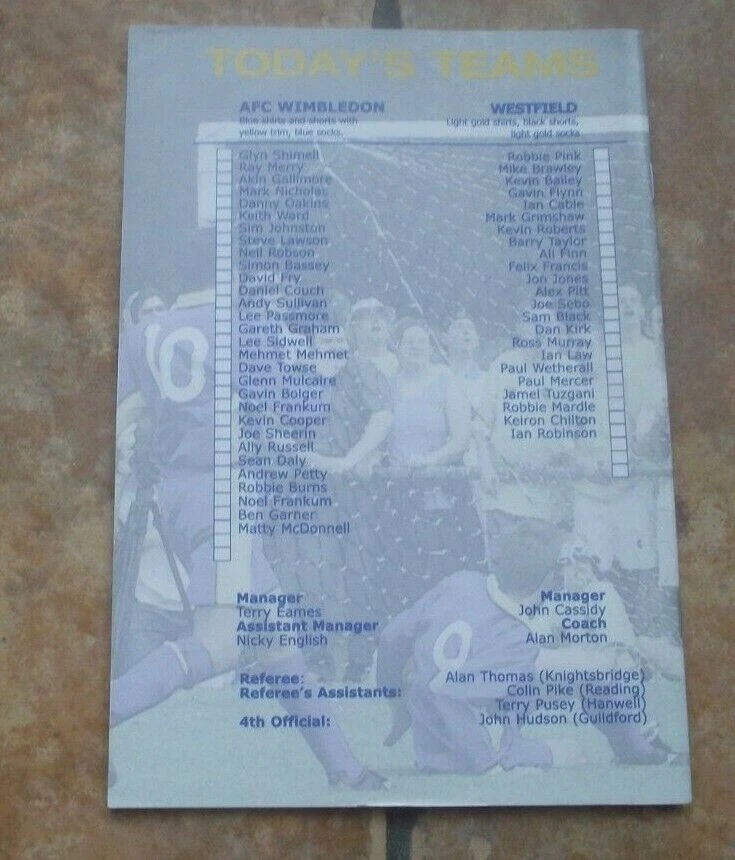 TODAY'S TEAMS
AFC WIMBLEDON
Blue shirts and shorts with
yellow trim, blue socks.
Glyn Shimell
Ray Merry
Akin Gallimore
Mark Nicholas
Danny Oakins
Keith Ward
Sim Johnston
Steve Lawson
Neil Robson
Simon Bassey
David Fry
Daniel Couch
Andy Sullivan
Lee Passmore
Gareth Graham
Lee Sidwell
Mehmet Mehmet
Dave Towse
Glenn Mulcaire
Gavin Bolger
Noel Frankum
Kevin Cooper
Joe Sheerin
Ally Russell
Sean Daly
Andrew Petty
Robbie Burns
Noel Frankum
Ben Garner
Matty McDonnell
WESTFIELD
Light gold shirts, black shorts,
light gold socks
Robbie Pink
Mike Brawley
Kevin Bailey
Gavin Flynn
Ian Cable
Mark Grimshaw
Kevin Roberts
Barry Taylor
Ali Finn
Felix Francis
Jon Jones
Alex Pitt
Joe Sebo
Sam Black
Dan Kirk
Ross Murray
Ian Law
Paul Wetherall
Paul Mercer
Jamel Tuzgani
Robbie Mardle
Keiron Chilton
Ian Robinson
Manager
Terry Eames
Assistant Manager
Nicky English
Manager
John Cassidy
Coach
Alan Morton
Referee: Alan Thomas (Knightsbridge)
Referee's Assistants: Colin Pike (Reading)
Terry Pusey (Hanwell)
4th Official: John Hudson (Guildford)